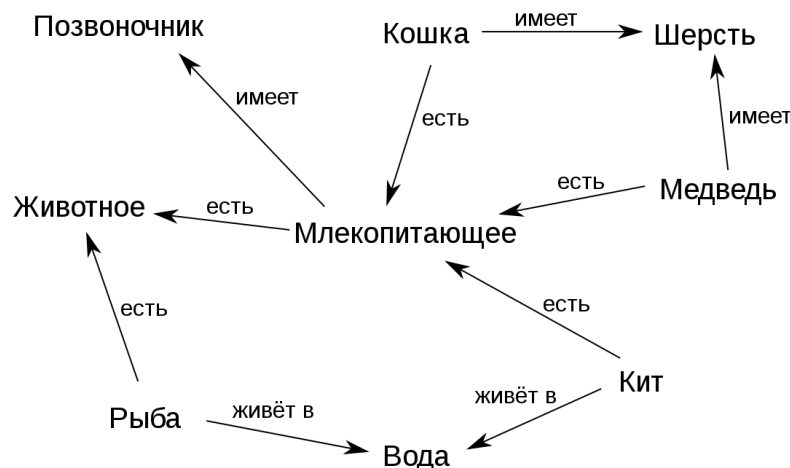 Позвоночник
Кошка
имеет
Шерсть
имеет
есть
имеет
Животное
есть
Млекопитающее
есть
Медведь
есть
есть
Рыба
живёт в
Вода
живёт в
Кит